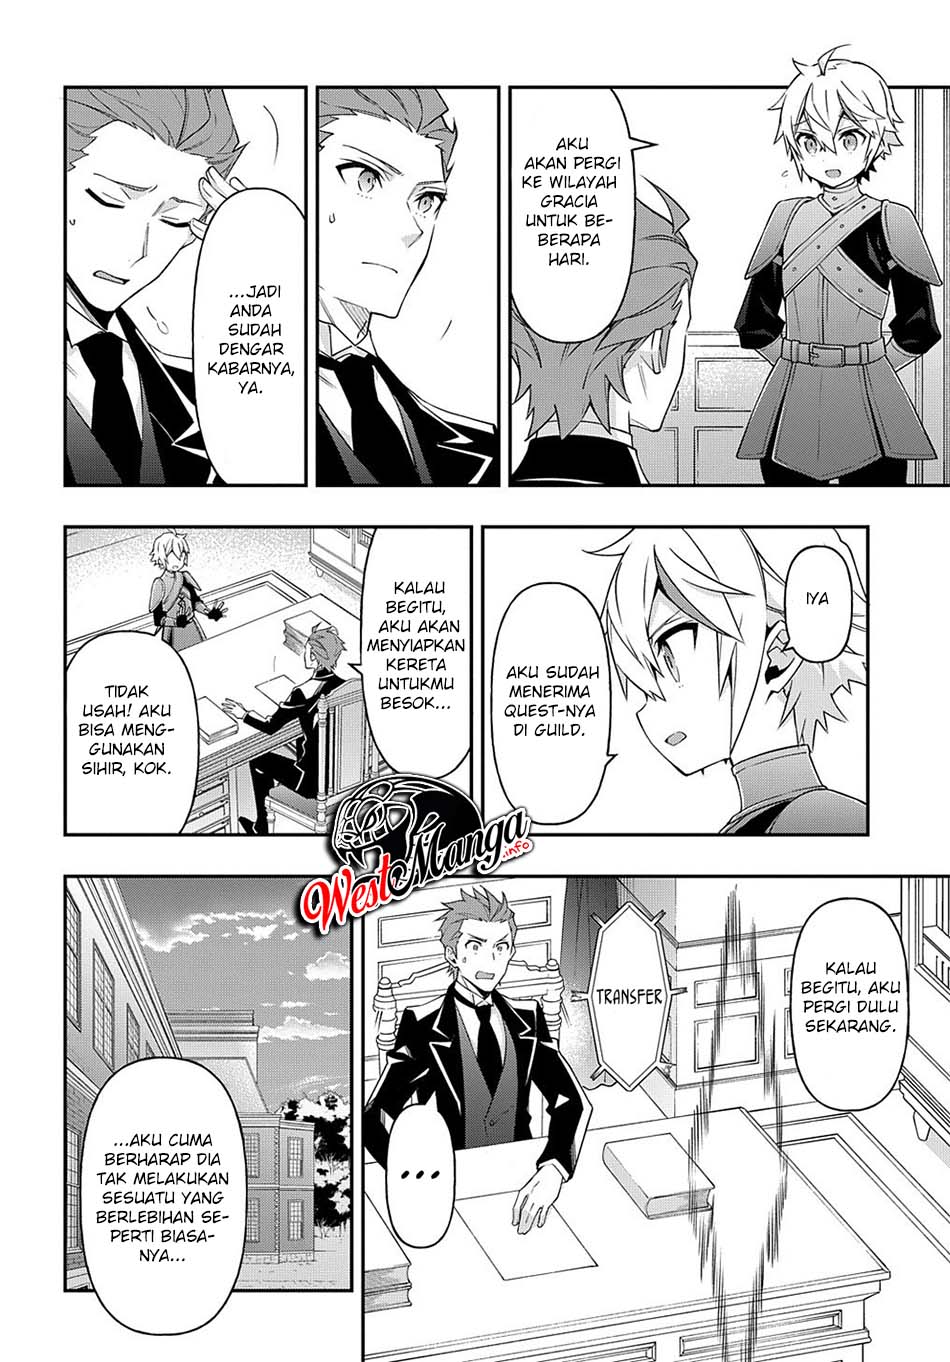 AKU
AKAN PERGI
KE WILAYAH
GRACIA
UNTUK BE-
BERAPA
HARI.
...JADI
ANDA
SUDAH
DENGAR
KABARNYA,
YA.
IYA
AKU SUDAH
MENERIMA
QUEST-NYA
DI GUILD.
KALAU
BEGITU,
AKU AKAN
MENYIAPKAN
KERETA
UNTUKMU
BESOK...
TIDAK
USAH! AKU
BISA MENG-
GUNAKAN
SIHIR, KOK.
WestManga
.info
KALAU
BEGITU, AKU
PERGI DULU
SEKARANG.
TRANSFER
...
...AKU CUMA
BERHARAP DIA
TAK MELAKUKAN
SESUATU YANG
BERLEBIHAN SE-
PERTI BIASA-
NYA...